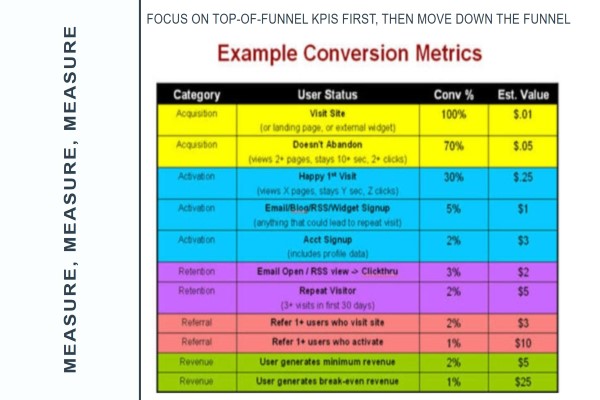 MEASURE, MEASURE, MEASURE
FOCUS ON TOP-OF-FUNNEL KPIS FIRST, THEN MOVE DOWN THE FUNNEL
Example Conversion Metrics
Category User Status Conv % Est. Value
Acquisition Visit Site 100% $.01
(or landing page, or external widget)
Acquisition Doesn't Abandon 70% $.05
(views 2+ pages, stays 10+ sec, 2+ clicks)
Activation Happy 1st Visit 30% $.25
(views X pages, stays Y sec, Z clicks)
Activation Email/Blog/RSS/Widget Signup 5% $1
(anything that could lead to repeat visit)
Activation Acct Signup 2% $3
(includes profile data)
Retention Email Open / RSS view -> Clickthru 3% $2
Retention Repeat Visitor 2% $5
(3+ visits in first 30 days)
Referral Refer 1+ users who visit site 2% $3
Referral Refer 1+ users who activate 1% $10
Revenue User generates minimum revenue 2% $5
Revenue User generates break-even revenue 1% $25